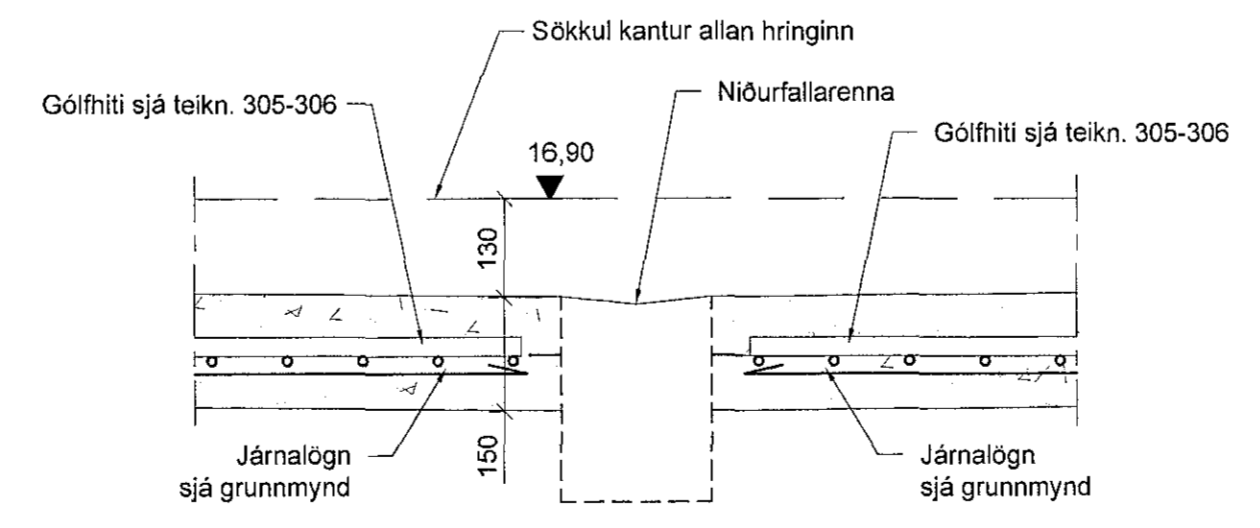 Sökkul kantur allan hringinn
Niðurfallarenna
Gólfhiti sjá teikn. 305-306
Gólfhiti sjá teikn. 305-306
16,90
130
150
Járnalögn
sjá grunnmynd
Járnalögn
sjá grunnmynd